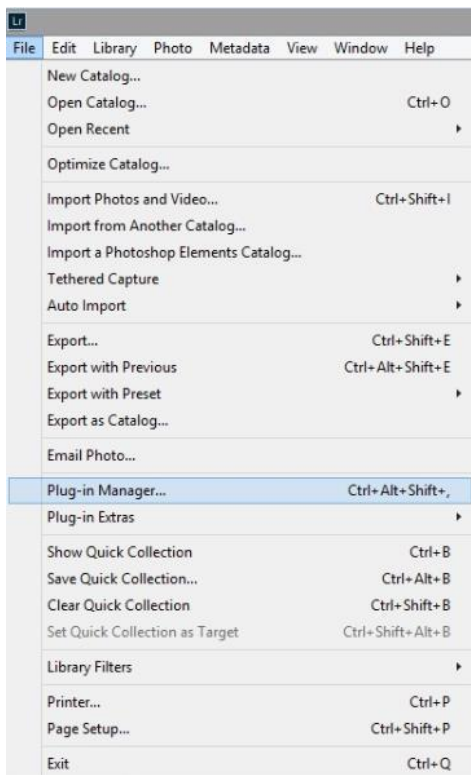 Lr
File Edit Library Photo Metadata View Window Help
New Catalog...
Open Catalog... Ctrl+O
Open Recent
Optimize Catalog...
Import Photos and Video... Ctrl+Shift+I
Import from Another Catalog...
Import a Photoshop Elements Catalog...
Tethered Capture
Auto Import
Export... Ctrl+Shift+E
Export with Previous Ctrl+Alt+Shift+E
Export with Preset
Export as Catalog...
Email Photo...
Plug-in Manager... Ctrl+Alt+Shift+,
Plug-in Extras
Show Quick Collection Ctrl+B
Save Quick Collection... Ctrl+Alt+B
Clear Quick Collection Ctrl+Shift+B
Set Quick Collection as Target Ctrl+Shift+Alt+B
Library Filters
Printer... Ctrl+P
Page Setup... Ctrl+Shift+P
Exit Ctrl+Q